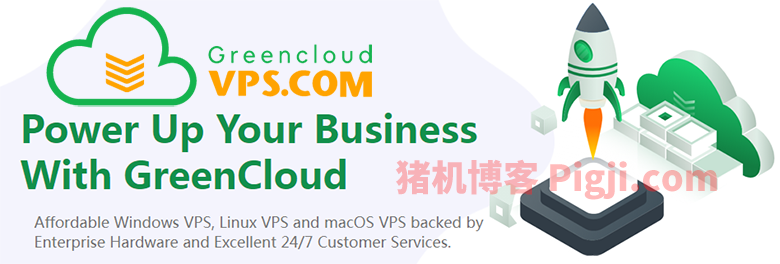 Greencloud
VPS.COM
Power Up Your Business
With GreenCloud
猪机博客 Pigji.com
Affordable Windows VPS, Linux VPS and macOS VPS backed by
Enterprise Hardware and Excellent 24/7 Customer Services.